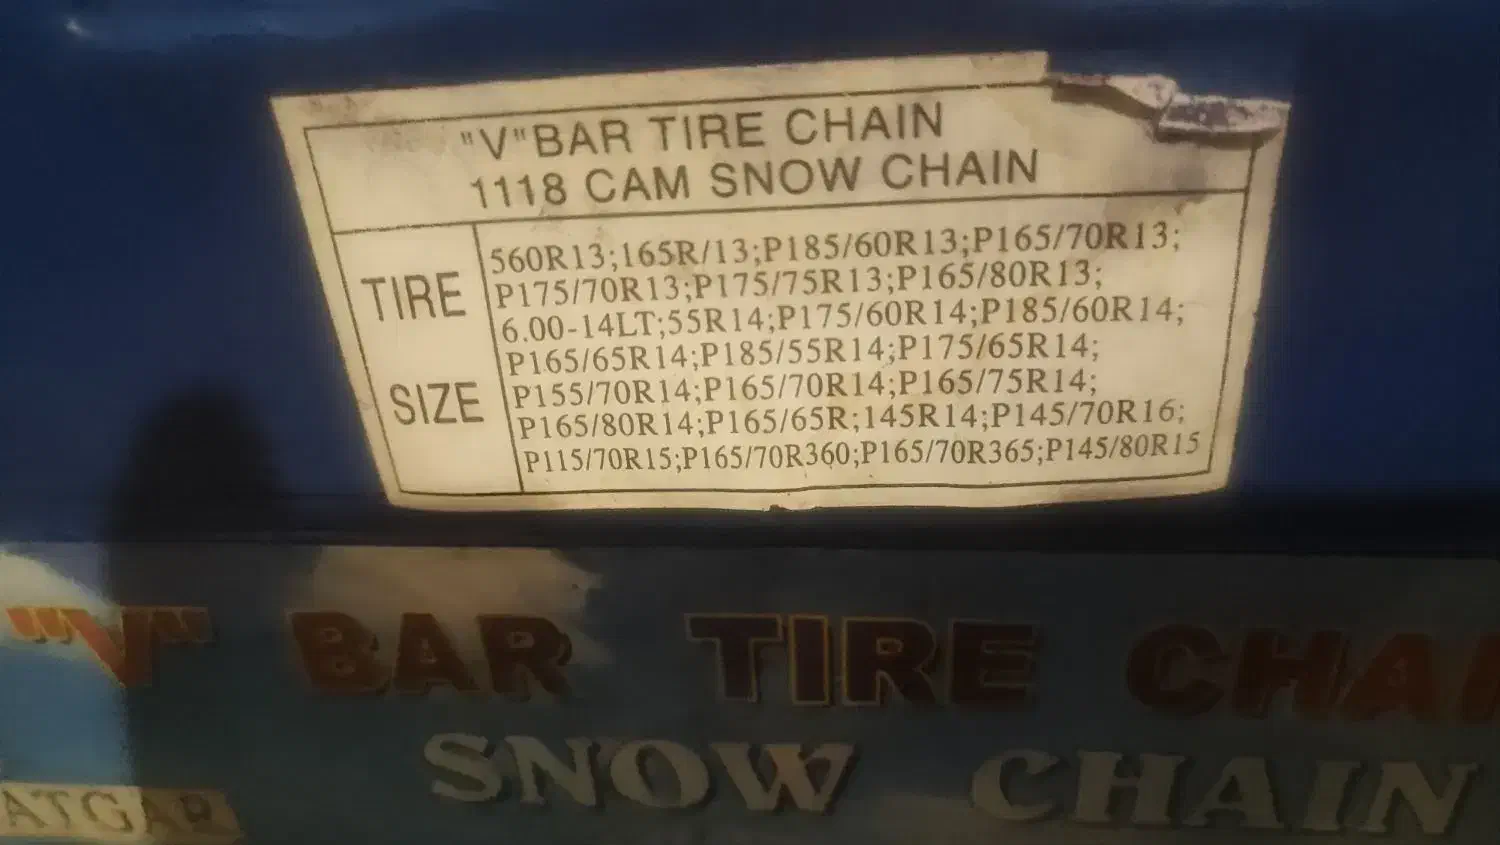 "V"BAR TIRE CHAIN
1118 CAM SNOW CHAIN
TIRE
SIZE
560R13;165R/13;P185/60R13;P165/70R13;
P175/70R13;P175/75R13;P165/80R13;
6.00-14LT;55R14;P175/60R14;P185/60R14;
P165/65R14;P185/55R14;P175/65R14;
P155/70R14;P165/70R14;P165/75R14;
P165/80R14;P165/65R;145R14;P145/70R16;
P115/70R15;P165/70R360;P165/70R365;P145/80R15
"V" BAR TIRE CHAI
SNOW CHAIN
ATGAR